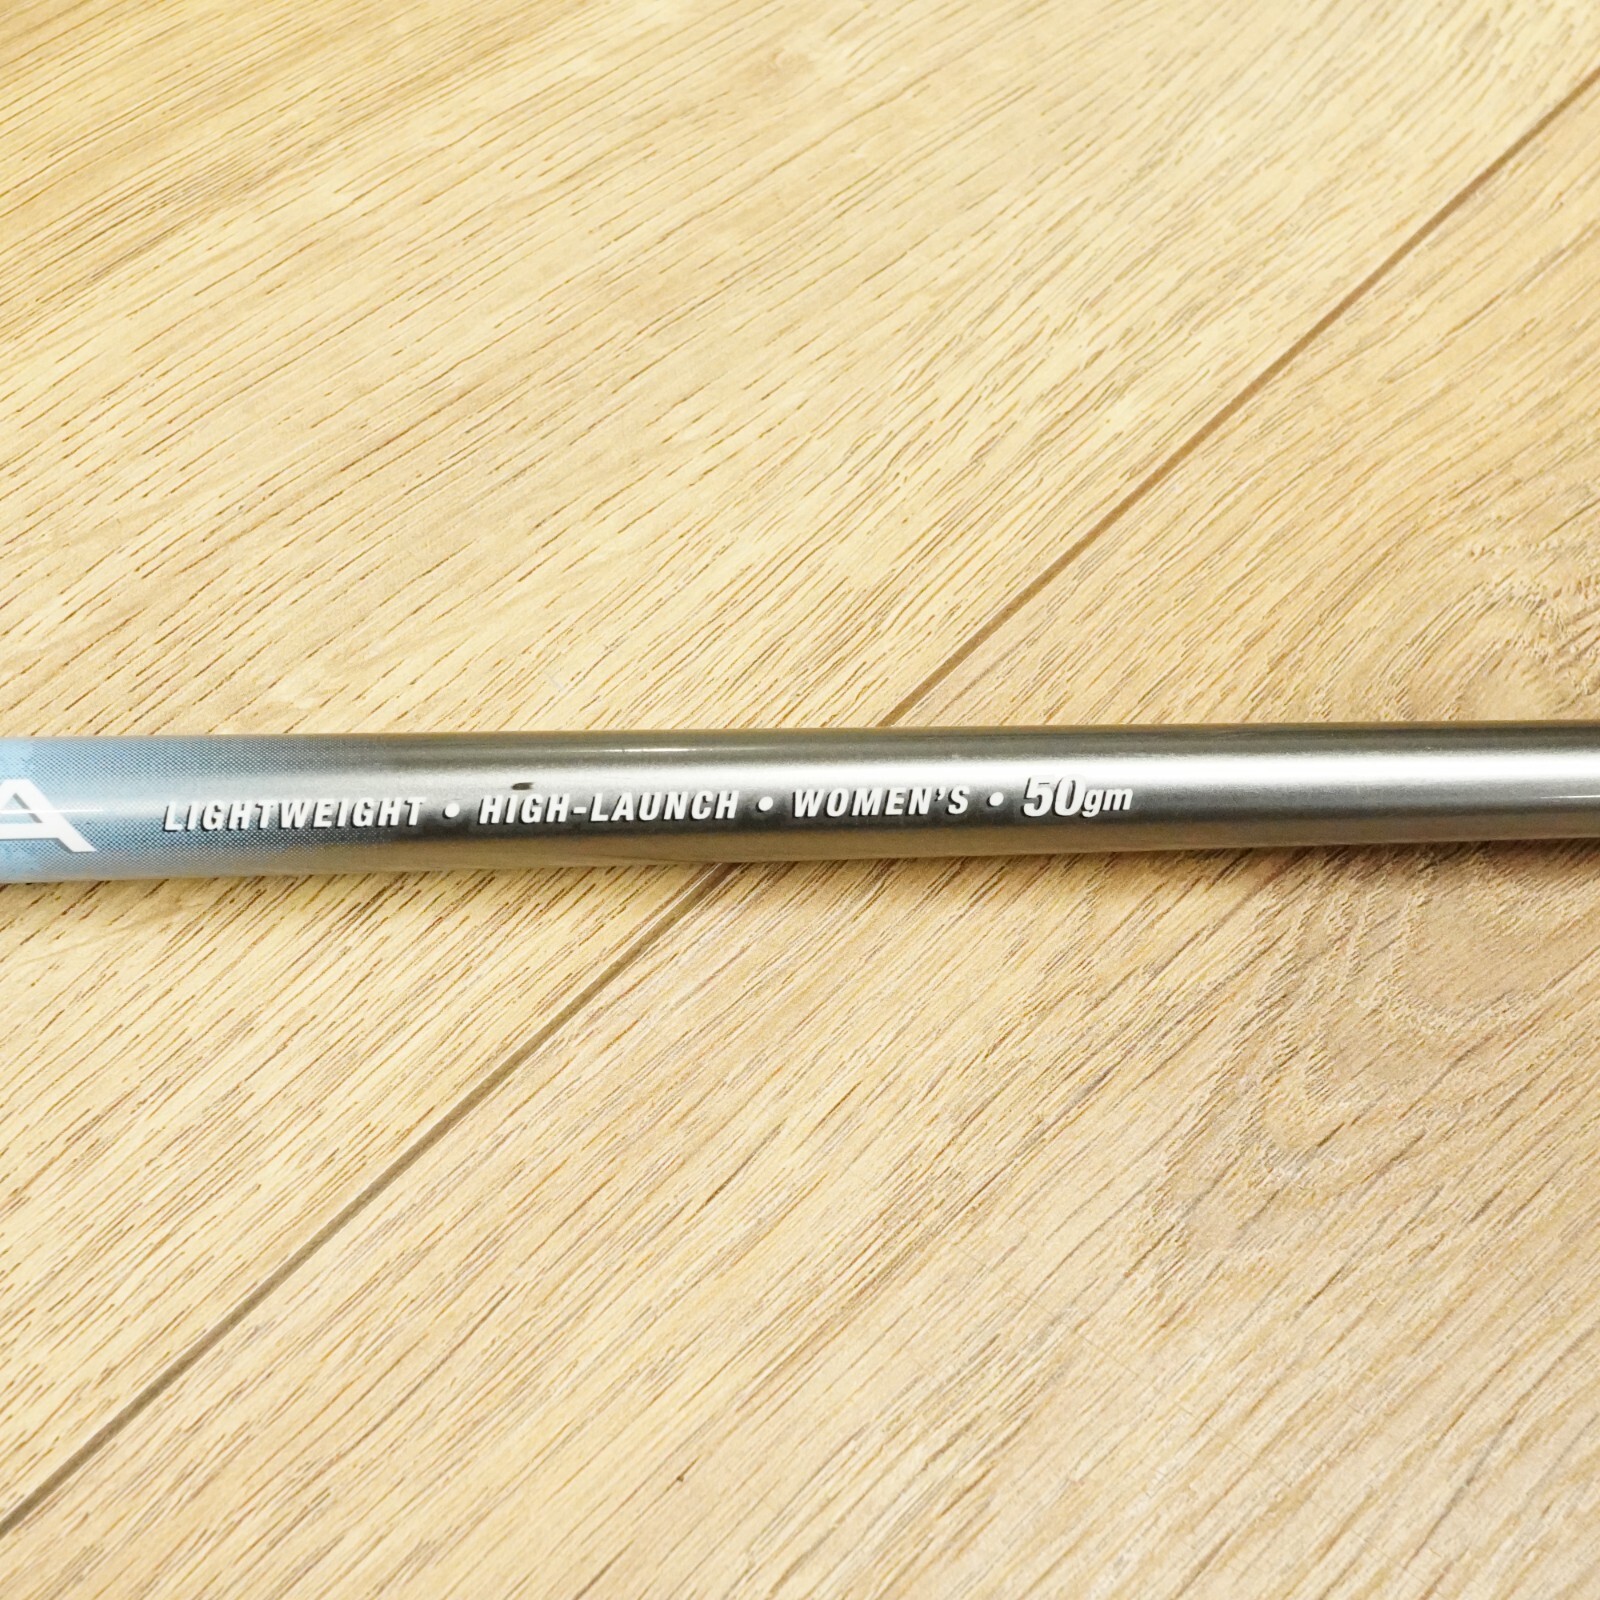 A LIGHTWEIGHT • HIGH-LAUNCH • WOMEN'S • 50gm